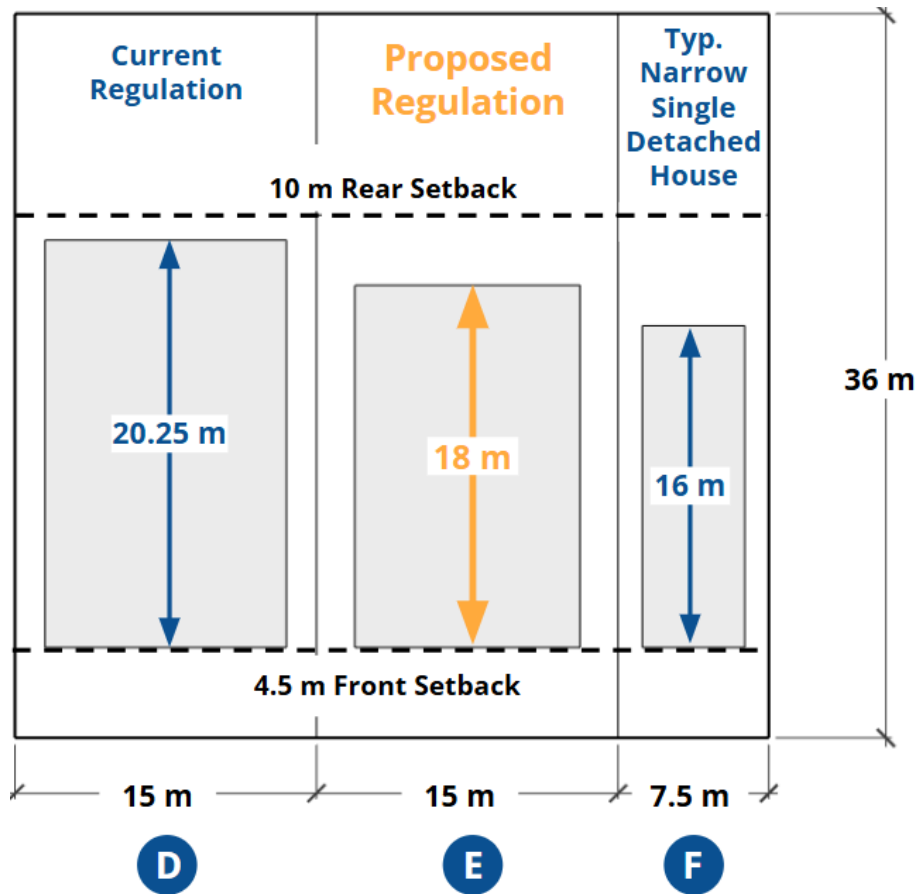 Current
Regulation
Proposed
Regulation
Typ.
Narrow
Single
Detached
House
10 m Rear Setback
20.25 m
18 m
16 m
36 m
4.5 m Front Setback
15 m
15 m
7.5 m
D
E
F